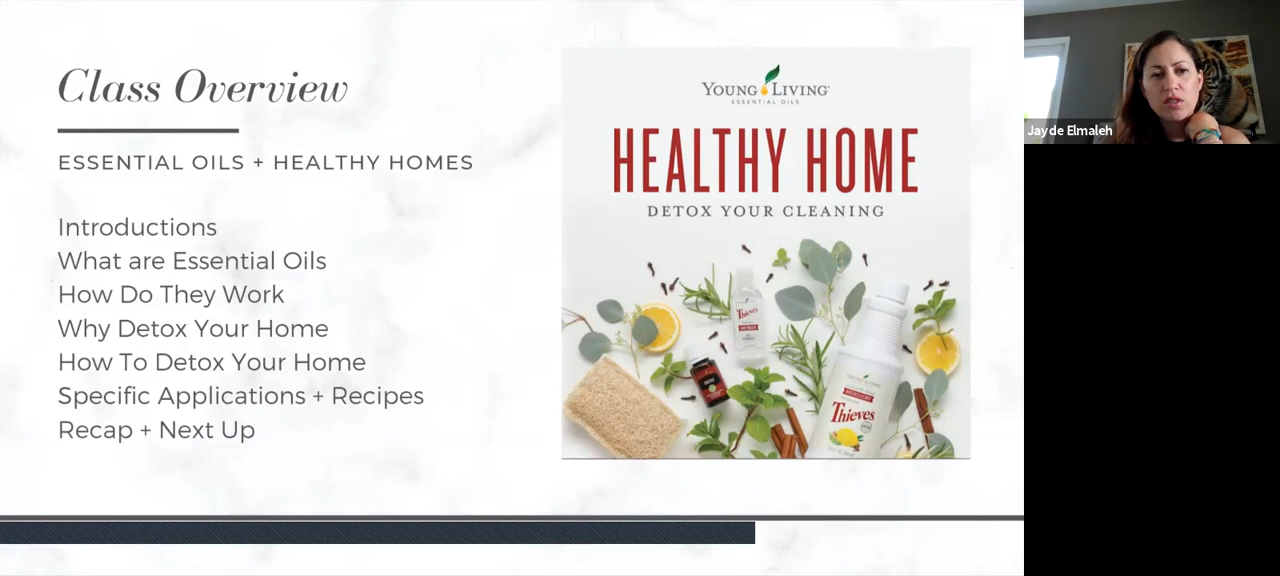 Class Overview
ESSENTIAL OILS + HEALTHY HOMES
Introductions
What are Essential Oils
How Do They Work
Why Detox Your Home
How To Detox Your Home
Specific Applications + Recipes
Recap + Next Up
YOUNG LIVING
ESSENTIAL OILS
HEALTHY HOME
DETOX YOUR CLEANING
Thieves
Thieves
Jayde Elmaleh